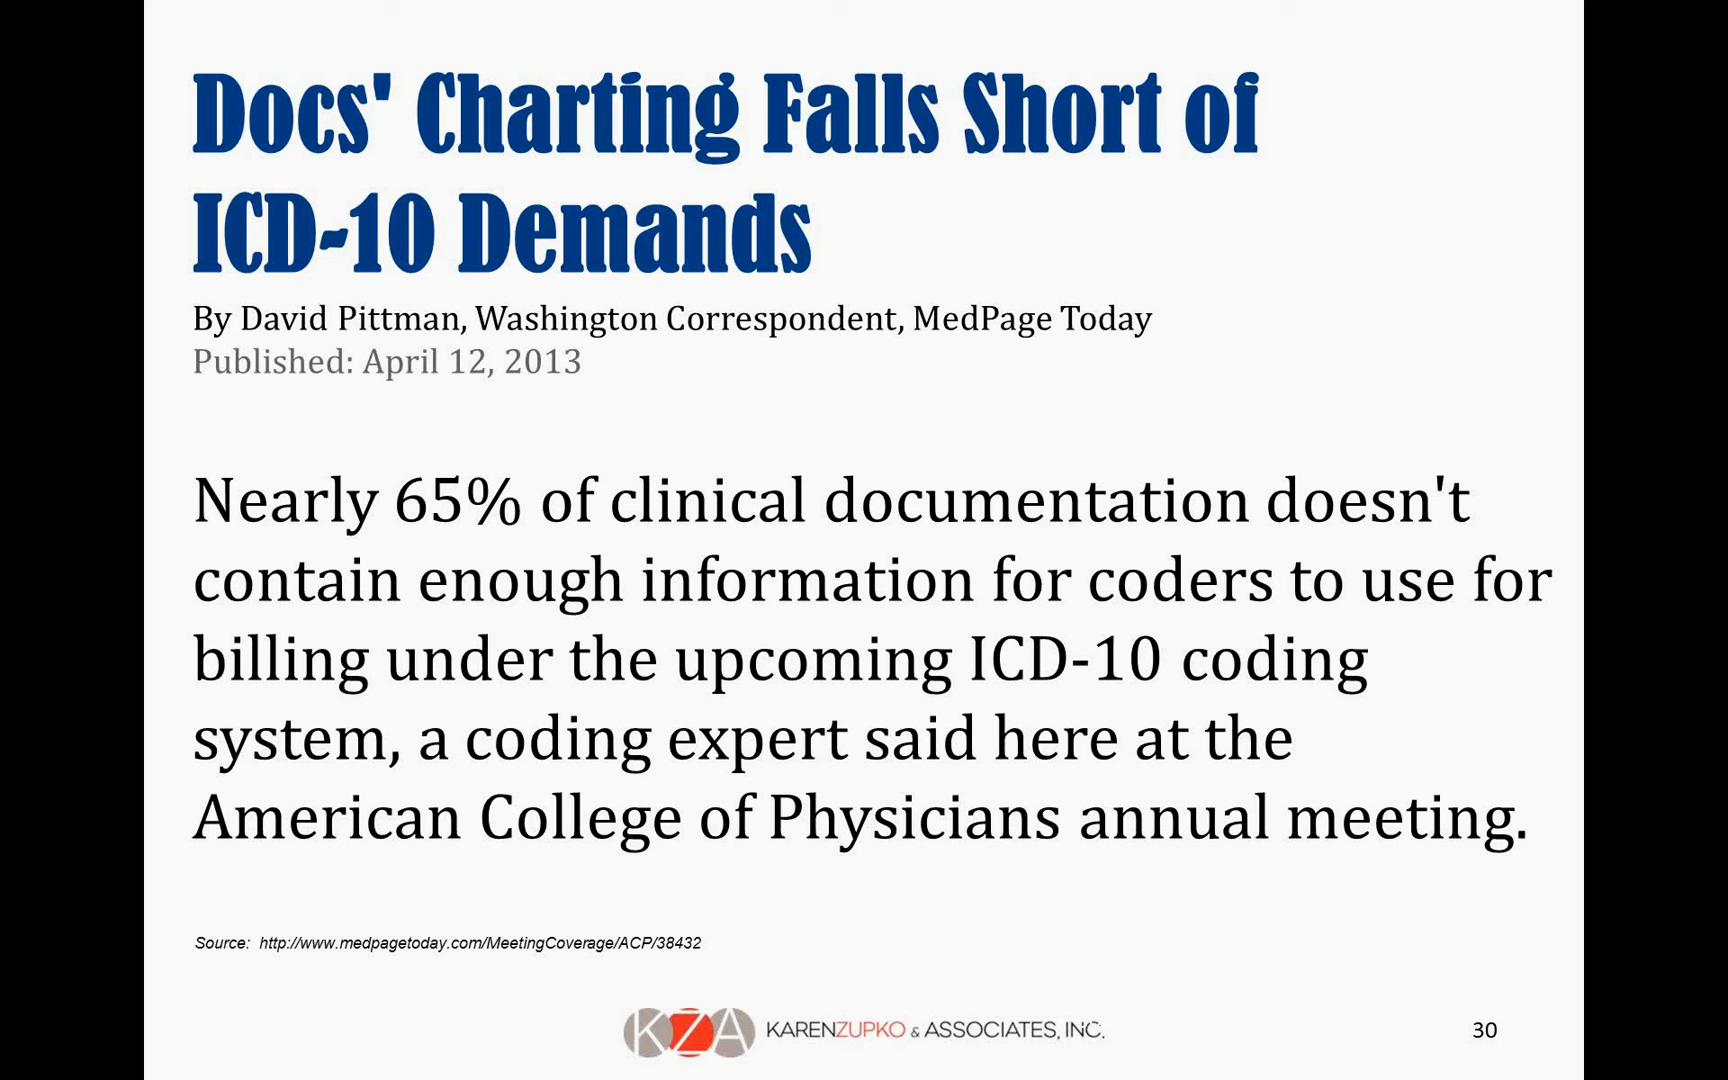 Docs' Charting Falls Short of
ICD-10 Demands
By David Pittman, Washington Correspondent, MedPage Today
Published: April 12, 2013
Nearly 65% of clinical documentation doesn't
contain enough information for coders to use for
billing under the upcoming ICD-10 coding
system, a coding expert said here at the
American College of Physicians annual meeting.
Source: http://www.medpagetoday.com/MeetingCoverage/ACP/38432
KZA KARENZUPKO & ASSOCIATES, INC.
30